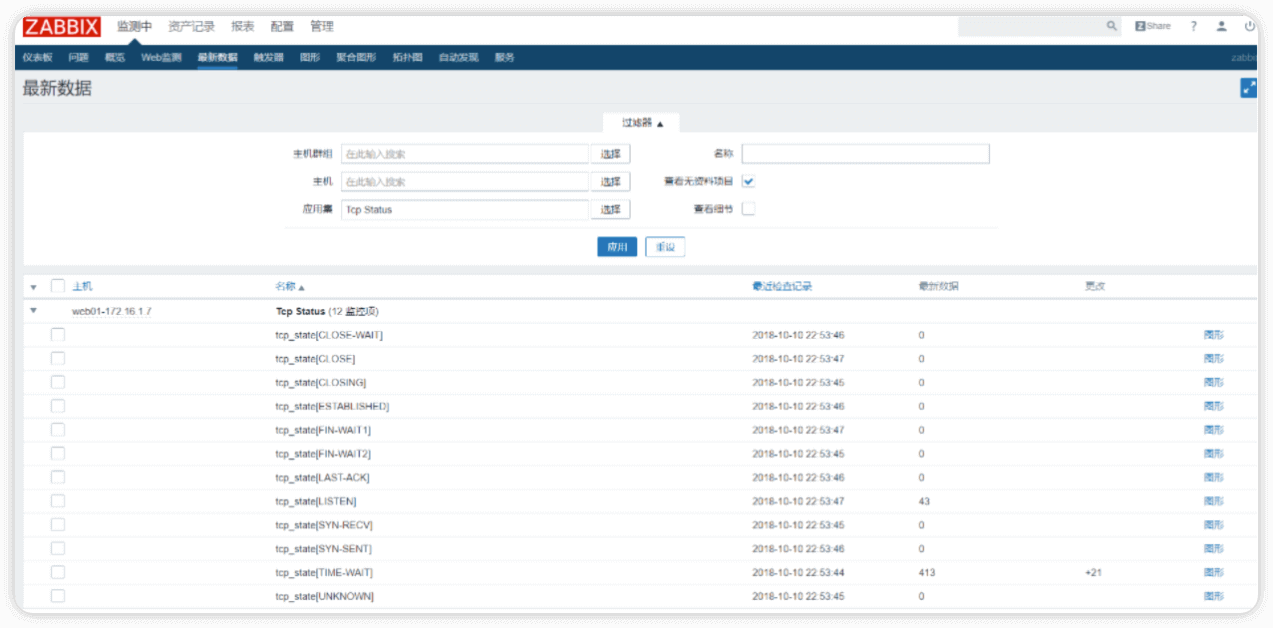 ZABBIX 监测中 资产记录 报表 配置 管理 Share ?
仪表板 问题 概览 Web监测 最新数据 触发器 图形 聚合图形 拓扑图 自动发现 服务 zabbi
最新数据
过滤器 ▲
主机群组 在此输入搜索 选择 名称
主机 在此输入搜索 选择 查看无资料项目
应用集 Tcp Status 选择 查看细节
应用 重设
主机 名称 ▲ 最近检查记录 最新数据 更改
web01-172.16.1.7 Tcp Status (12 监控项)
tcp_state[CLOSE-WAIT] 2018-10-10 22:53:46 0 图形
tcp_state[CLOSE] 2018-10-10 22:53:47 0 图形
tcp_state[CLOSING] 2018-10-10 22:53:45 0 图形
tcp_state[ESTABLISHED] 2018-10-10 22:53:46 0 图形
tcp_state[FIN-WAIT1] 2018-10-10 22:53:47 0 图形
tcp_state[FIN-WAIT2] 2018-10-10 22:53:45 0 图形
tcp_state[LAST-ACK] 2018-10-10 22:53:46 0 图形
tcp_state[LISTEN] 2018-10-10 22:53:47 43 图形
tcp_state[SYN-RECV] 2018-10-10 22:53:45 0 图形
tcp_state[SYN-SENT] 2018-10-10 22:53:46 0 图形
tcp_state[TIME-WAIT] 2018-10-10 22:53:44 413 +21 图形
tcp_state[UNKNOWN] 2018-10-10 22:53:45 0 图形